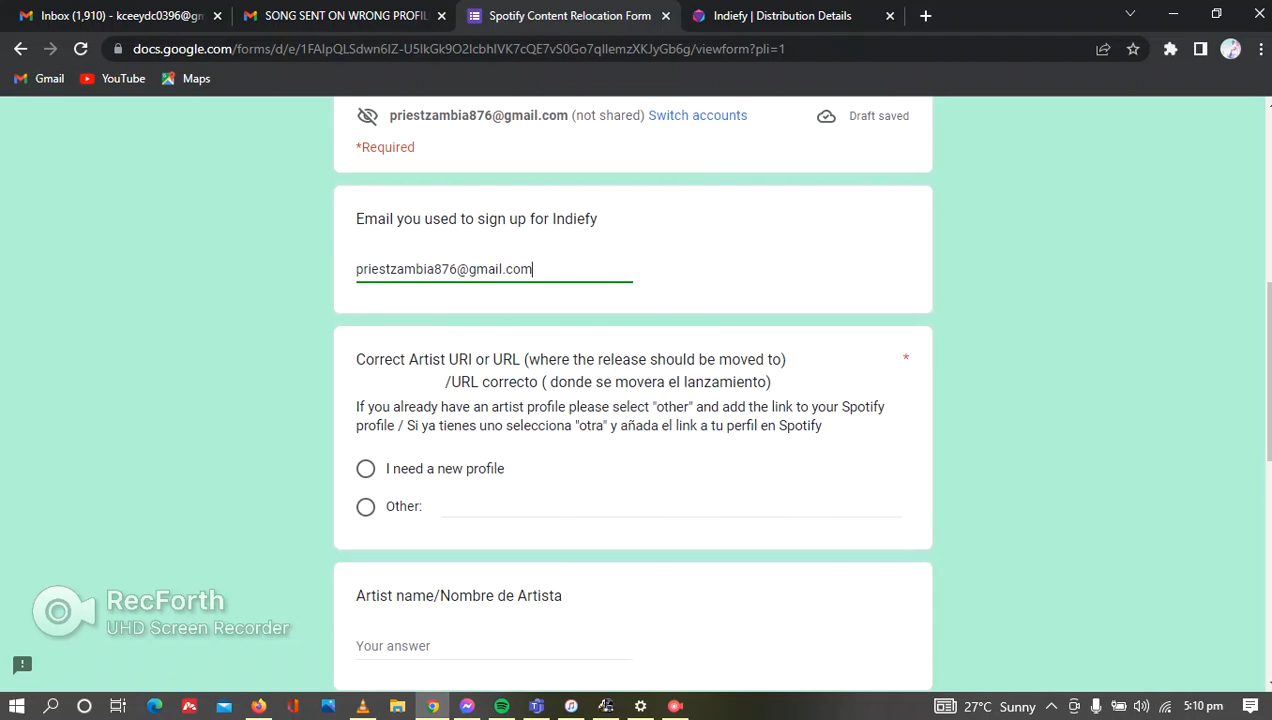 Inbox (1,910) - kceeydc0396@gm
SONG SENT ON WRONG PROFIL
Spotify Content Relocation Form
Indiefy | Distribution Details
docs.google.com/forms/d/e/1FAIpQLSdwn6IZ-U5IkGk9O2IcbhIVK7cQE7vS0Go7qIIemzXKJyGb6g/viewform?pli=1
Gmail YouTube Maps
priestzambia876@gmail.com (not shared) Switch accounts
Draft saved
*Required
Email you used to sign up for Indiefy
priestzambia876@gmail.com
Correct Artist URI or URL (where the release should be moved to) *
/URL correcto ( donde se movera el lanzamiento)
If you already have an artist profile please select "other" and add the link to your Spotify
profile / Si ya tienes uno selecciona "otra" y añada el link a tu perfil en Spotify
I need a new profile
Other:
Artist name/Nombre de Artista
Your answer
RecForth
UHD Screen Recorder
27°C Sunny
5:10 pm